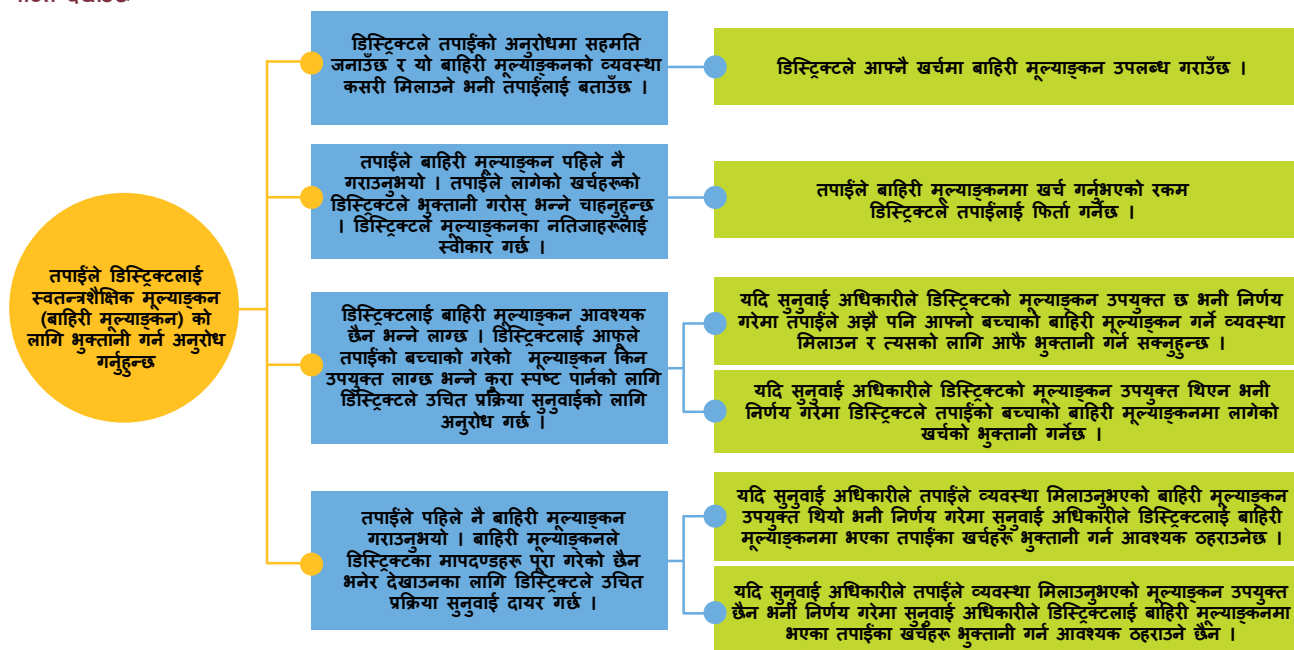 तपाईंले डिस्ट्रिक्टलाई
स्वतन्त्रशैक्षिक मूल्याङ्कन
(बाहिरी मूल्याङ्कन) को
लागि भुक्तानी गर्न अनुरोध
गर्नुहुन्छ
डिस्ट्रिक्टले तपाईंको अनुरोधमा सहमति
जनाउँछ र यो बाहिरी मूल्याङ्कनको व्यवस्था
कसरी मिलाउने भनी तपाईंलाई बताउँछ ।
डिस्ट्रिक्टले आफ्नै खर्चमा बाहिरी मूल्याङ्कन उपलब्ध गराउँछ ।
तपाईंले बाहिरी मूल्याङ्कन पहिले नै
गराउनुभयो । तपाईंले लागेको खर्चहरूको
डिस्ट्रिक्टले भुक्तानी गरोस् भन्ने चाहनुहुन्छ
। डिस्ट्रिक्टले मूल्याङ्कनका नतिजाहरूलाई
स्वीकार गर्छ ।
तपाईंले बाहिरी मूल्याङ्कनमा खर्च गर्नुभएको रकम
डिस्ट्रिक्टले तपाईंलाई फिर्ता गर्नेछ ।
डिस्ट्रिक्टलाई बाहिरी मूल्याङ्कन आवश्यक
छैन भन्ने लाग्छ । डिस्ट्रिक्टलाई आफूले
तपाईंको बच्चाको गरेको मूल्याङ्कन किन
उपयुक्त लाग्छ भन्ने कुरा स्पष्ट पार्नको लागि
डिस्ट्रिक्टले उचित प्रक्रिया सुनुवाईको लागि
अनुरोध गर्छ ।
यदि सुनुवाई अधिकारीले डिस्ट्रिक्टको मूल्याङ्कन उपयुक्त छ भनी निर्णय
गरेमा तपाईंले अझै पनि आफ्नो बच्चाको बाहिरी मूल्याङ्कन गर्ने व्यवस्था
मिलाउन र त्यसको लागि आफै भुक्तानी गर्न सक्नुहुन्छ ।
यदि सुनुवाई अधिकारीले डिस्ट्रिक्टको मूल्याङ्कन उपयुक्त थिएन भनी
निर्णय गरेमा डिस्ट्रिक्टले तपाईंको बच्चाको बाहिरी मूल्याङ्कनमा लागेको
खर्चको भुक्तानी गर्नेछ ।
तपाईंले पहिले नै बाहिरी मूल्याङ्कन
गराउनुभयो । बाहिरी मूल्याङ्कनले
डिस्ट्रिक्टका मापदण्डहरू पूरा गरेको छैन
भनेर देखाउनका लागि डिस्ट्रिक्टले उचित
प्रक्रिया सुनुवाई दायर गर्छ ।
यदि सुनुवाई अधिकारीले तपाईंले व्यवस्था मिलाउनुभएको बाहिरी मूल्याङ्कन
उपयुक्त थियो भनी निर्णय गरेमा सुनुवाई अधिकारीले डिस्ट्रिक्टलाई बाहिरी
मूल्याङ्कनमा भएका तपाईंका खर्चहरू भुक्तानी गर्न आवश्यक ठहराउनेछ ।
यदि सुनुवाई अधिकारीले तपाईंले व्यवस्था मिलाउनुभएको मूल्याङ्कन उपयुक्त
छैन भनी निर्णय गरेमा सुनुवाई अधिकारीले डिस्ट्रिक्टलाई बाहिरी मूल्याङ्कनमा
भएका तपाईंका खर्चहरू भुक्तानी गर्न आवश्यक ठहराउने छैन ।